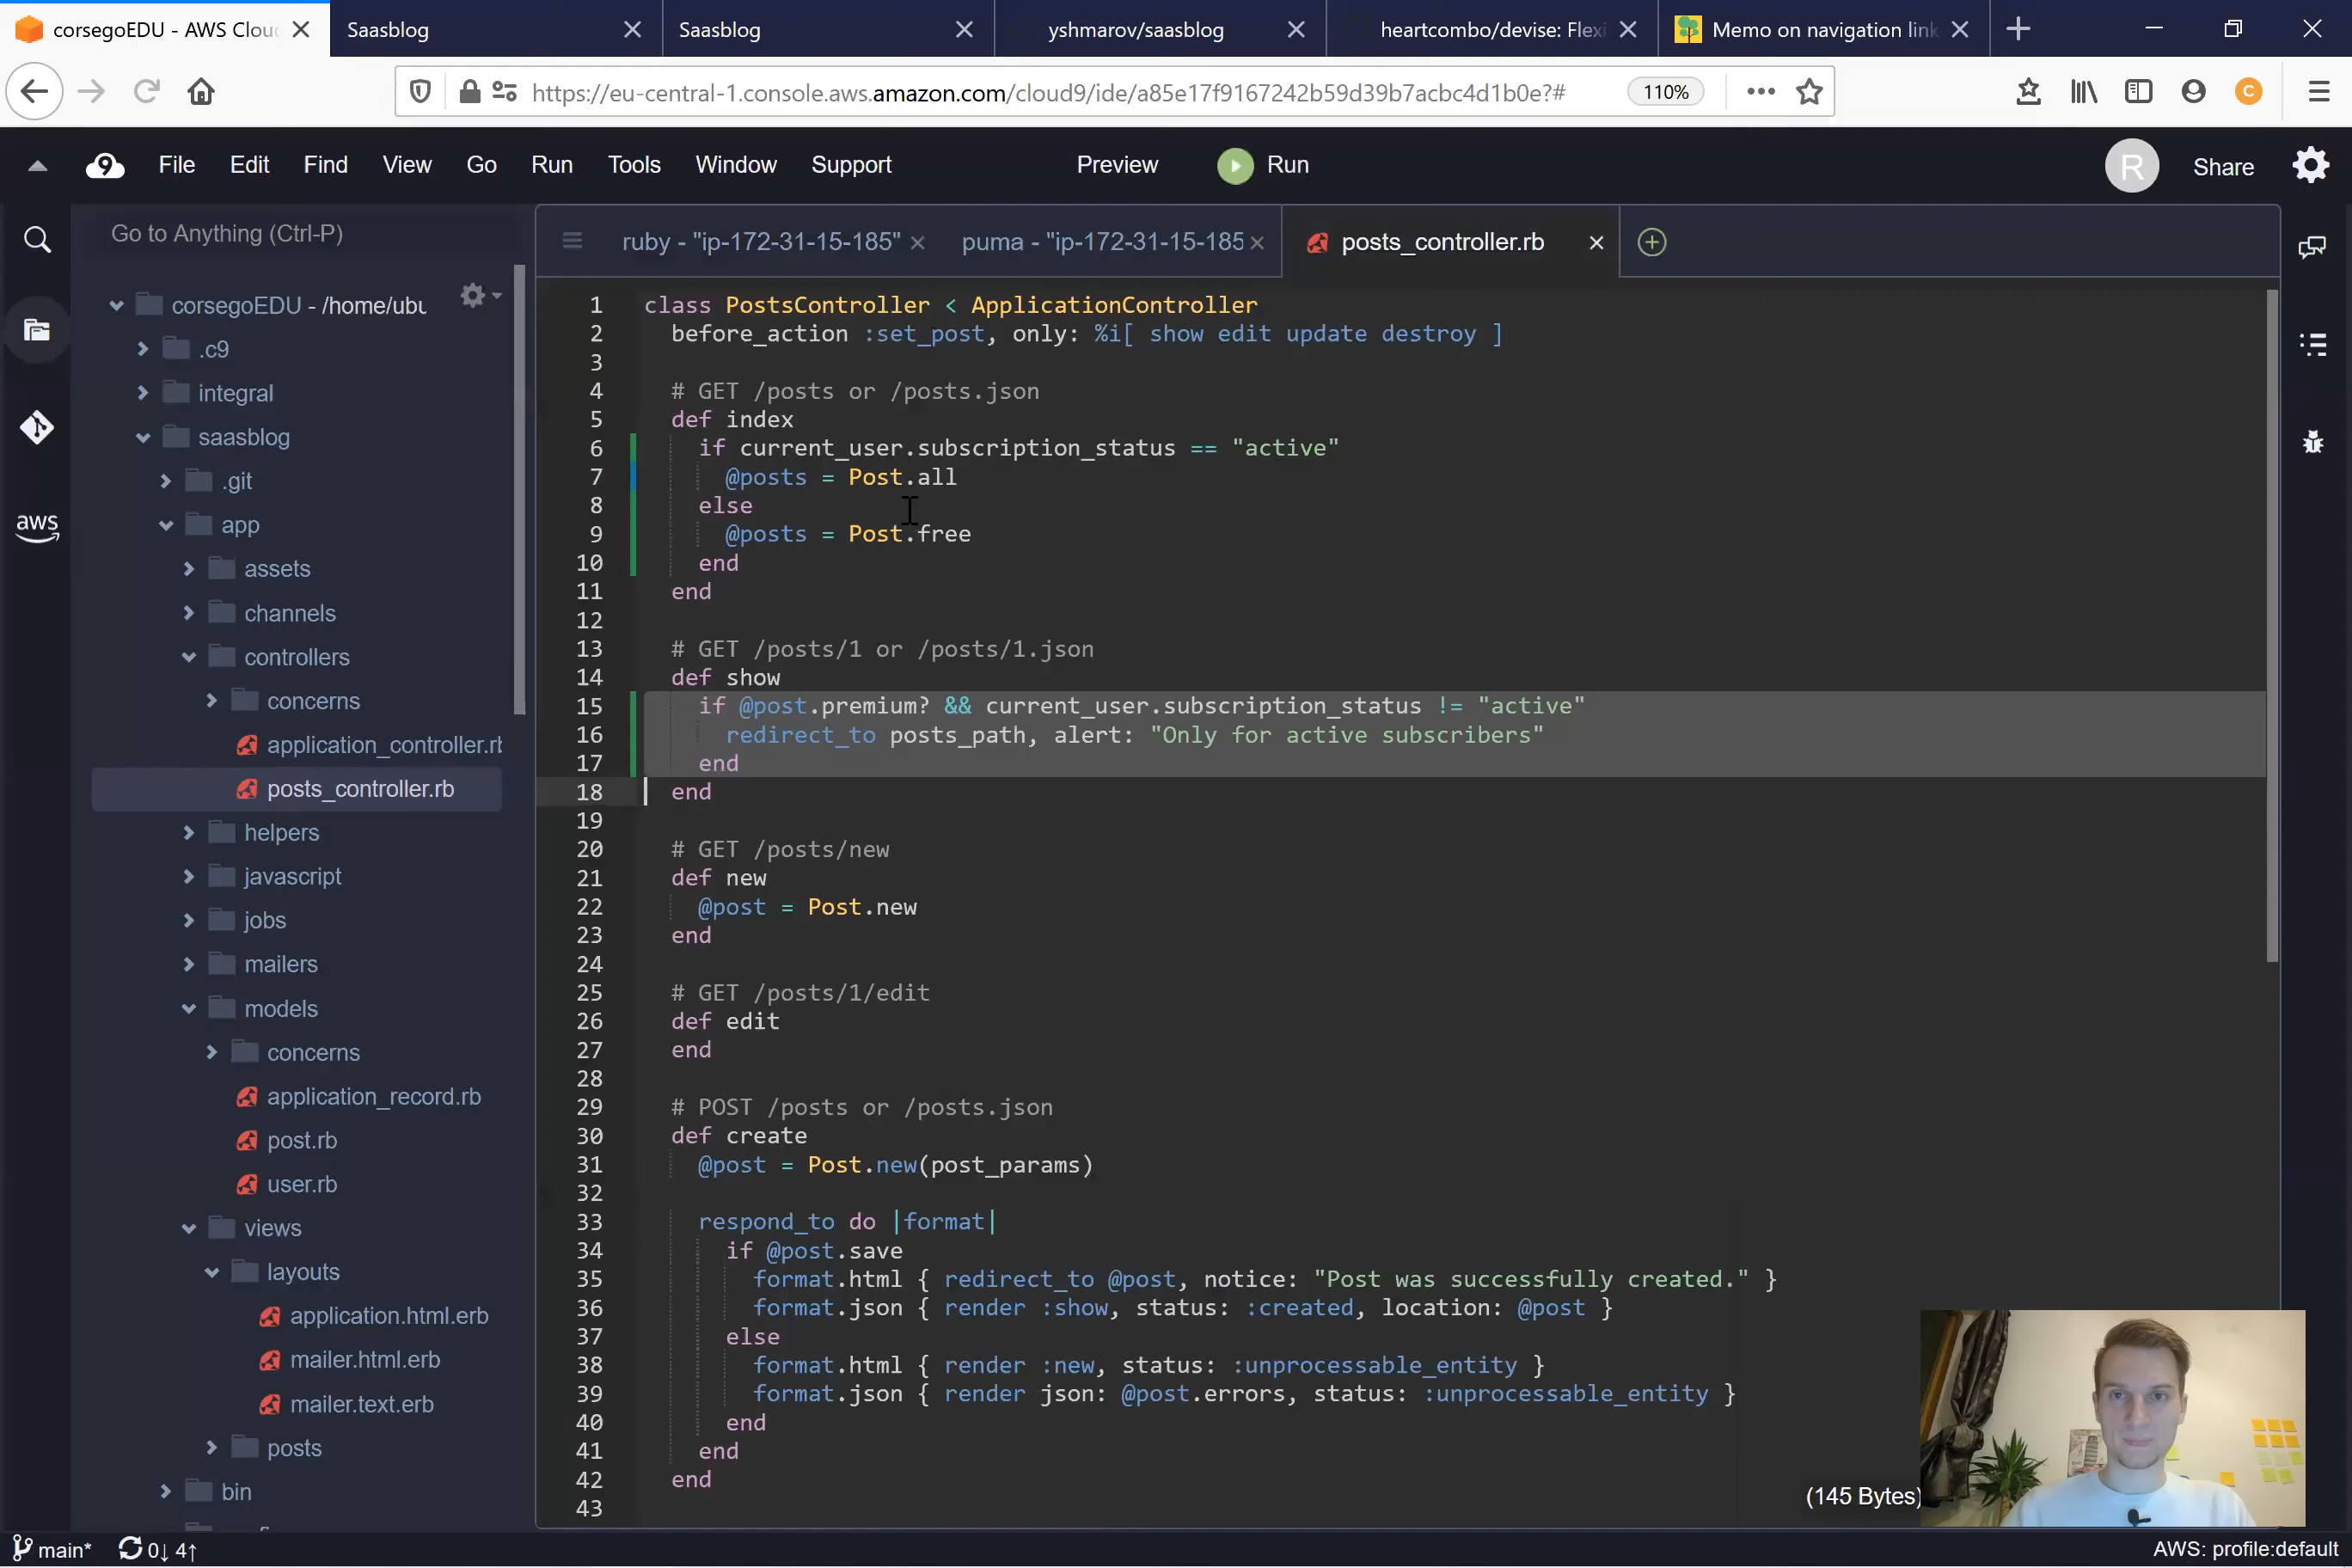 corsegoEDU - AWS Clou
Saasblog
Saasblog
yshmarov/saasblog
heartcombo/devise: Flexi
Memo on navigation link
https://eu-central-1.console.aws.amazon.com/cloud9/ide/a85e17f9167242b59d39b7acbc4d1b0e?#
110%
C
9
File
Edit
Find
View
Go
Run
Tools
Window
Support
Preview
Run
R
Share
Go to Anything (Ctrl-P)
ruby - "ip-172-31-15-185"
puma - "ip-172-31-15-185
posts_controller.rb
aws
corsegoEDU - /home/ubu
.c9
integral
saasblog
.git
app
assets
channels
controllers
concerns
application_controller.rb
posts_controller.rb
helpers
javascript
jobs
mailers
models
concerns
application_record.rb
post.rb
user.rb
views
layouts
application.html.erb
mailer.html.erb
mailer.text.erb
posts
bin
1 class PostsController < ApplicationController
2 before_action :set_post, only: %i[ show edit update destroy ]
3
4 # GET /posts or /posts.json
5 def index
6 if current_user.subscription_status == "active"
7 @posts = Post.all
8 else
9 @posts = Post.free
10 end
11 end
12
13 # GET /posts/1 or /posts/1.json
14 def show
15 if @post.premium? && current_user.subscription_status != "active"
16 redirect_to posts_path, alert: "Only for active subscribers"
17 end
18 end
19
20 # GET /posts/new
21 def new
22 @post = Post.new
23 end
24
25 # GET /posts/1/edit
26 def edit
27 end
28
29 # POST /posts or /posts.json
30 def create
31 @post = Post.new(post_params)
32
33 respond_to do |format|
34 if @post.save
35 format.html { redirect_to @post, notice: "Post was successfully created." }
36 format.json { render :show, status: :created, location: @post }
37 else
38 format.html { render :new, status: :unprocessable_entity }
39 format.json { render json: @post.errors, status: :unprocessable_entity }
40 end
41 end
42 end
43
(145 Bytes)
main*
0↓ 4↑
AWS: profile:default